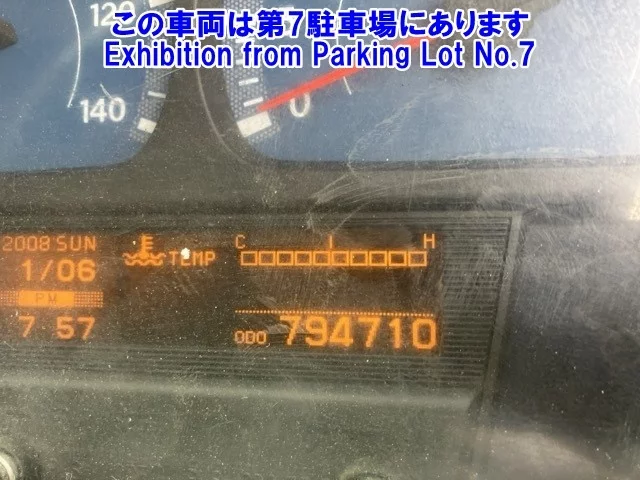 この車両は第7駐車場にあります
Exhibition from Parking Lot No.7
120
140
0
2008 SUN
1/06
PM
7 57
E TEMP
C I H
ODO 794710